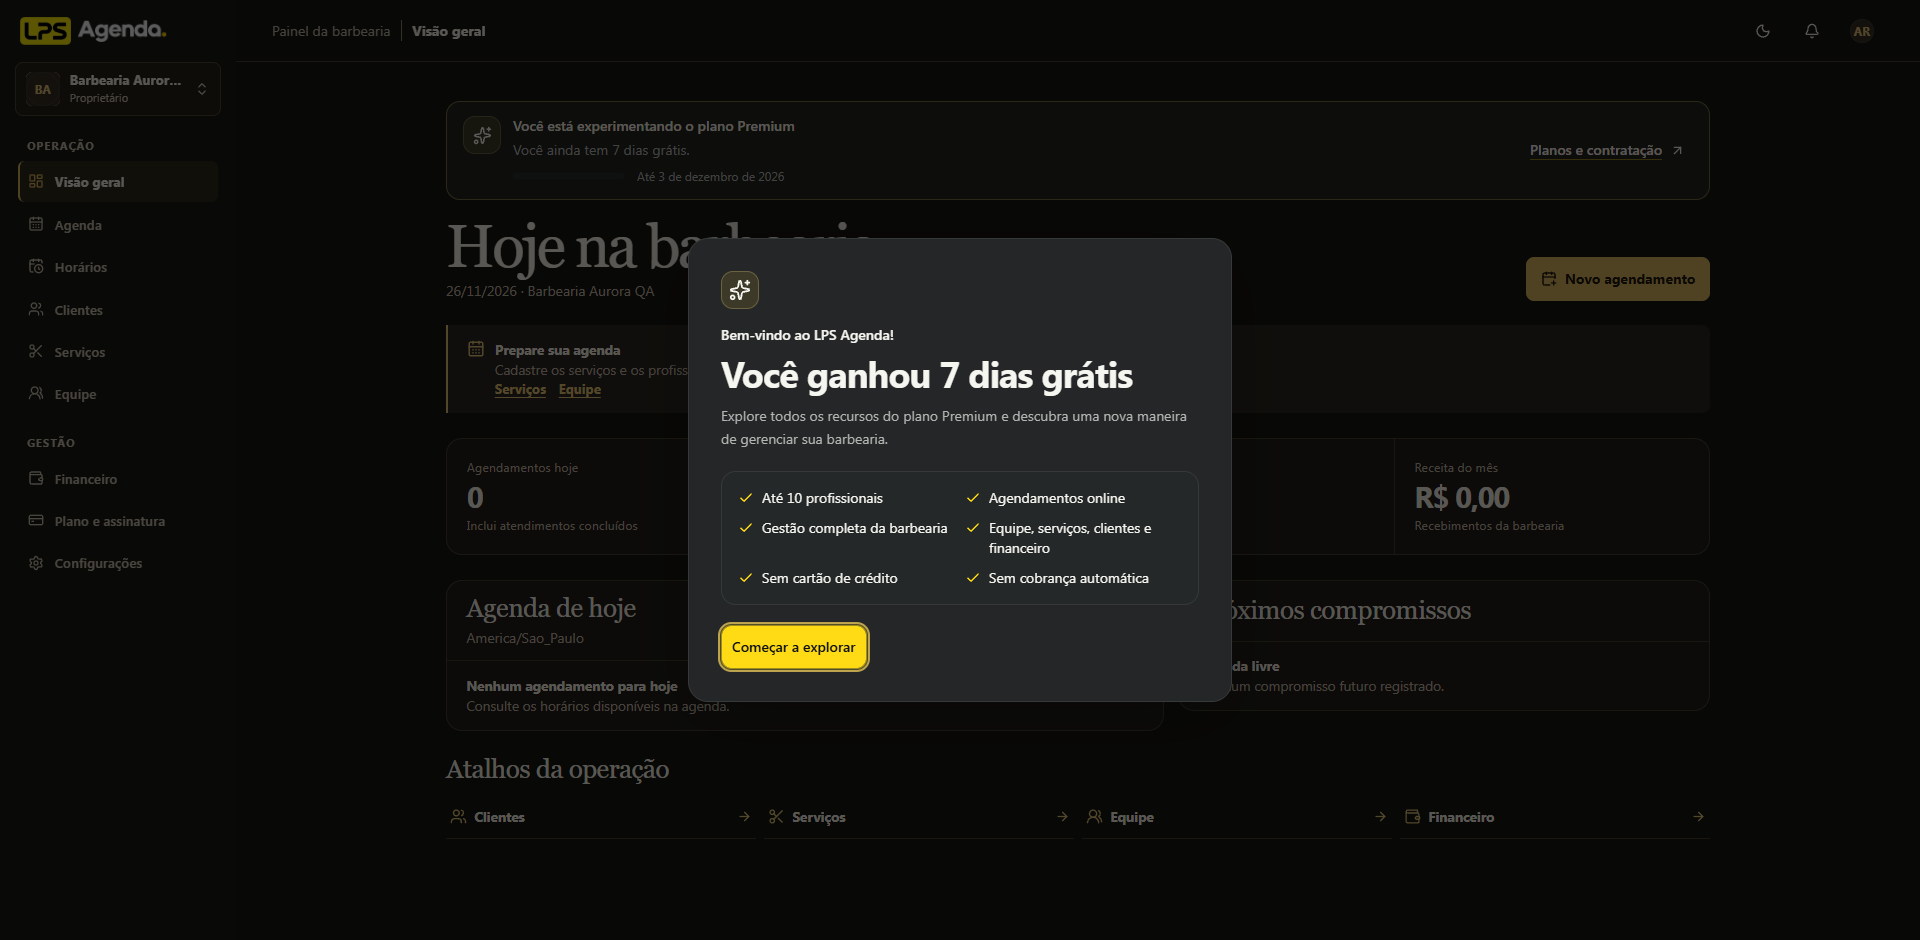 LPS Agenda.
Painel da barbearia
Visão geral
AR
BA
Barbearia Auror...
Proprietário
OPERAÇÃO
Visão geral
Agenda
Horários
Clientes
Serviços
Equipe
GESTÃO
Financeiro
Plano e assinatura
Configurações
Você está experimentando o plano Premium
Você ainda tem 7 dias grátis.
Até 3 de dezembro de 2026
Planos e contratação
Hoje na
26/11/2026 · Barbearia Aurora QA
Novo agendamento
Prepare sua agenda
Cadastre os serviços e os
Serviços
Equipe
Agendamentos hoje
0
Inclui atendimentos concluídos
Receita do mês
R$ 0,00
Recebimentos da barbearia
Agenda de hoje
America/Sao_Paulo
Nenhum agendamento para hoje
Consulte os horários disponíveis na agenda.
compromissos
livre
compromisso futuro registrado.
Atalhos da operação
Clientes
Serviços
Equipe
Financeiro
Bem-vindo ao LPS Agenda!
Você ganhou 7 dias grátis
Explore todos os recursos do plano Premium e descubra uma nova maneira
de gerenciar sua barbearia.
Até 10 profissionais
Agendamentos online
Gestão completa da barbearia
Equipe, serviços, clientes e
financeiro
Sem cartão de crédito
Sem cobrança automática
Começar a explorar